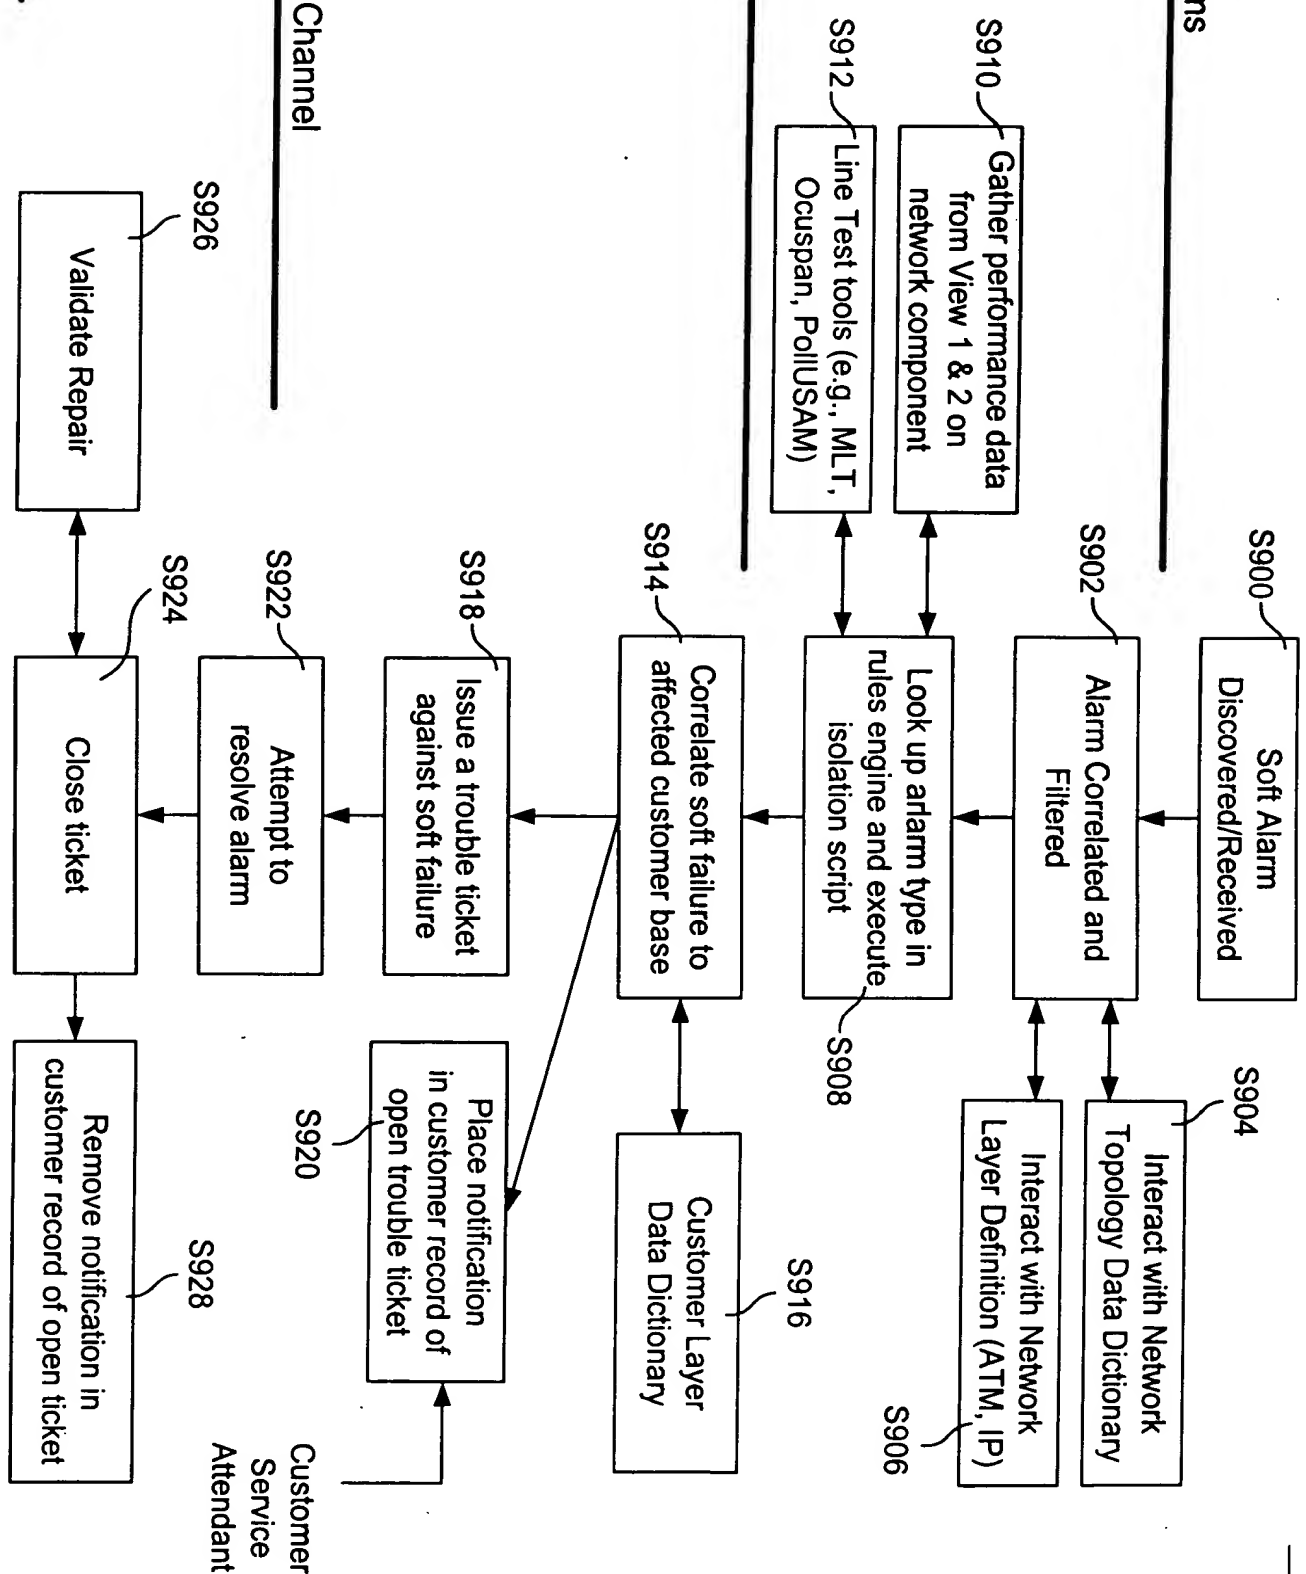 ns
S900
Soft Alarm
Discovered/Received
S902
Alarm Correlated and
Filtered
S904
Interact with Network
Topology Data Dictionary
Interact with Network
Layer Definition (ATM, IP)
S906
S910
Gather performance data
from View 1 & 2 on
network component
S912
Line Test tools (e.g., MLT,
Ocuspan, PollUSAM)
Look up arlarm type in
rules engine and execute
isolation script
S908
S914
Correlate soft failure to
affected customer base
S916
Customer Layer
Data Dictionary
S918
Issue a trouble ticket
against soft failure
Place notification
in customer record of
open trouble ticket
S920
Customer
Service
Attendant
Channel
S922
Attempt to
resolve alarm
S926
Validate Repair
S924
Close ticket
S928
Remove notification in
customer record of open ticket